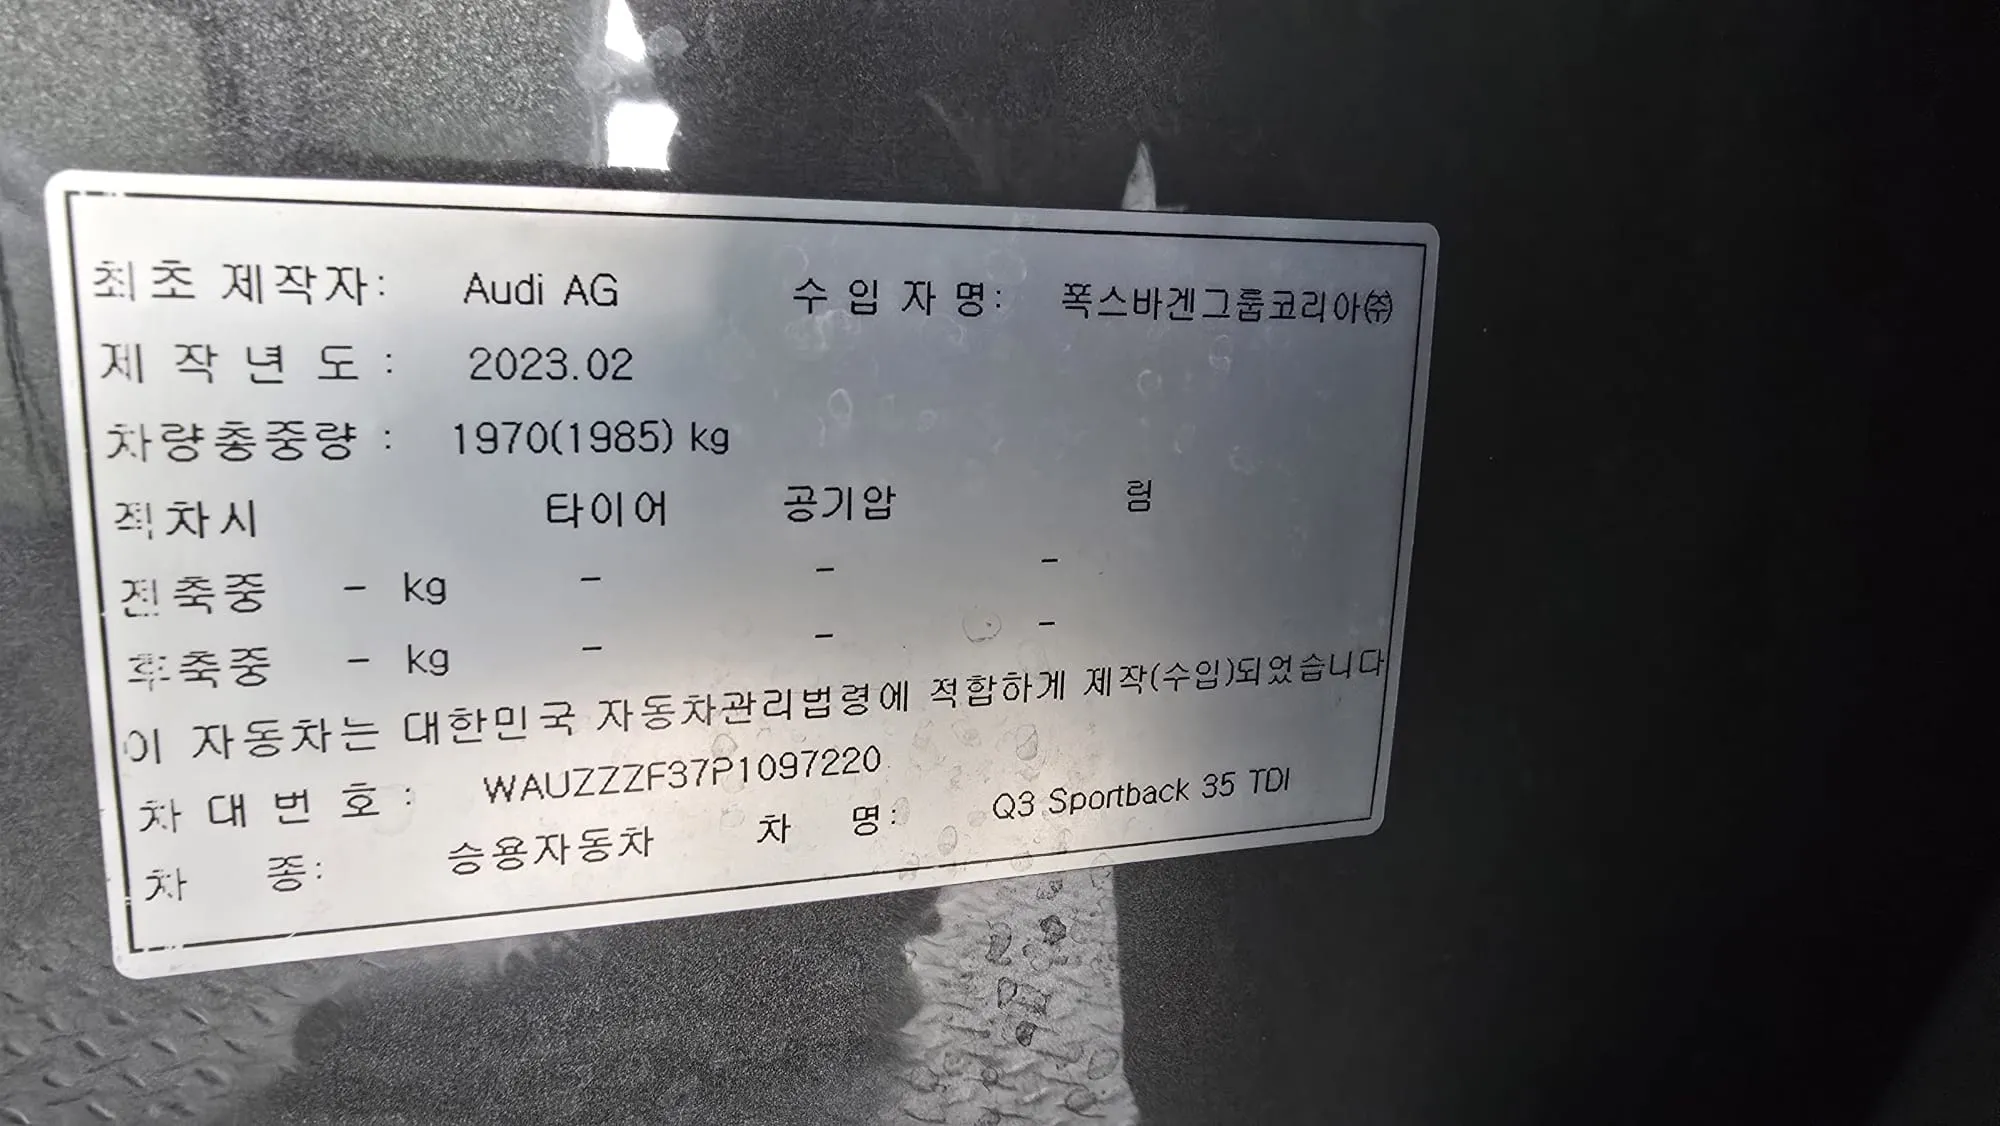 최초 제작자: Audi AG 수 입 자 명: 폭스바겐그룹코리아㈜
제 작 년 도 : 2023.02
차량총중량 : 1970(1985) kg
적차시 타이어 공기압 림
전축중 - kg - - -
후축중 - kg - - -
이 자동차는 대한민국 자동차관리법령에 적합하게 제작(수입)되었습니다
차 대 번 호 : WAUZZZF37P1097220
차 종: 승용자동차 차 명: Q3 Sportback 35 TDI